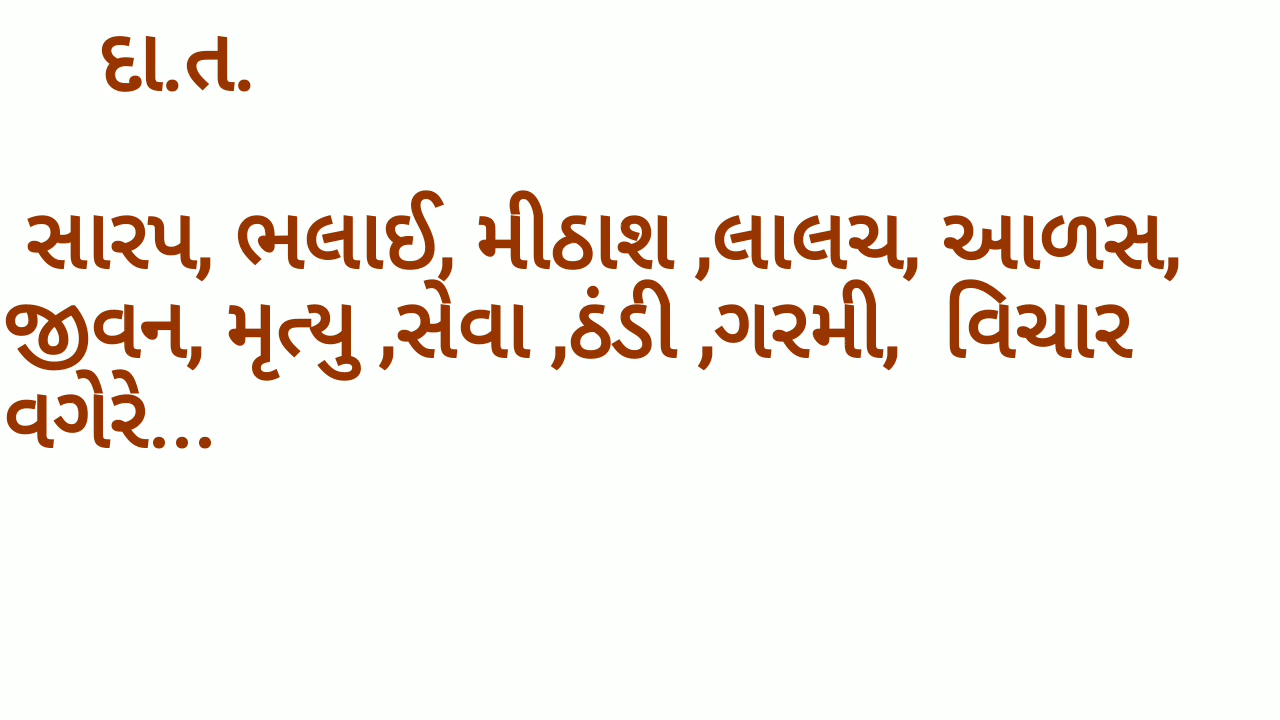 દા.ત.
સારપ, ભલાઈ, મીઠાશ ,લાલચ, આળસ,
જીવન, મૃત્યુ ,સેવા ,ઠંડી ,ગરમી, વિચાર
વગેરે...